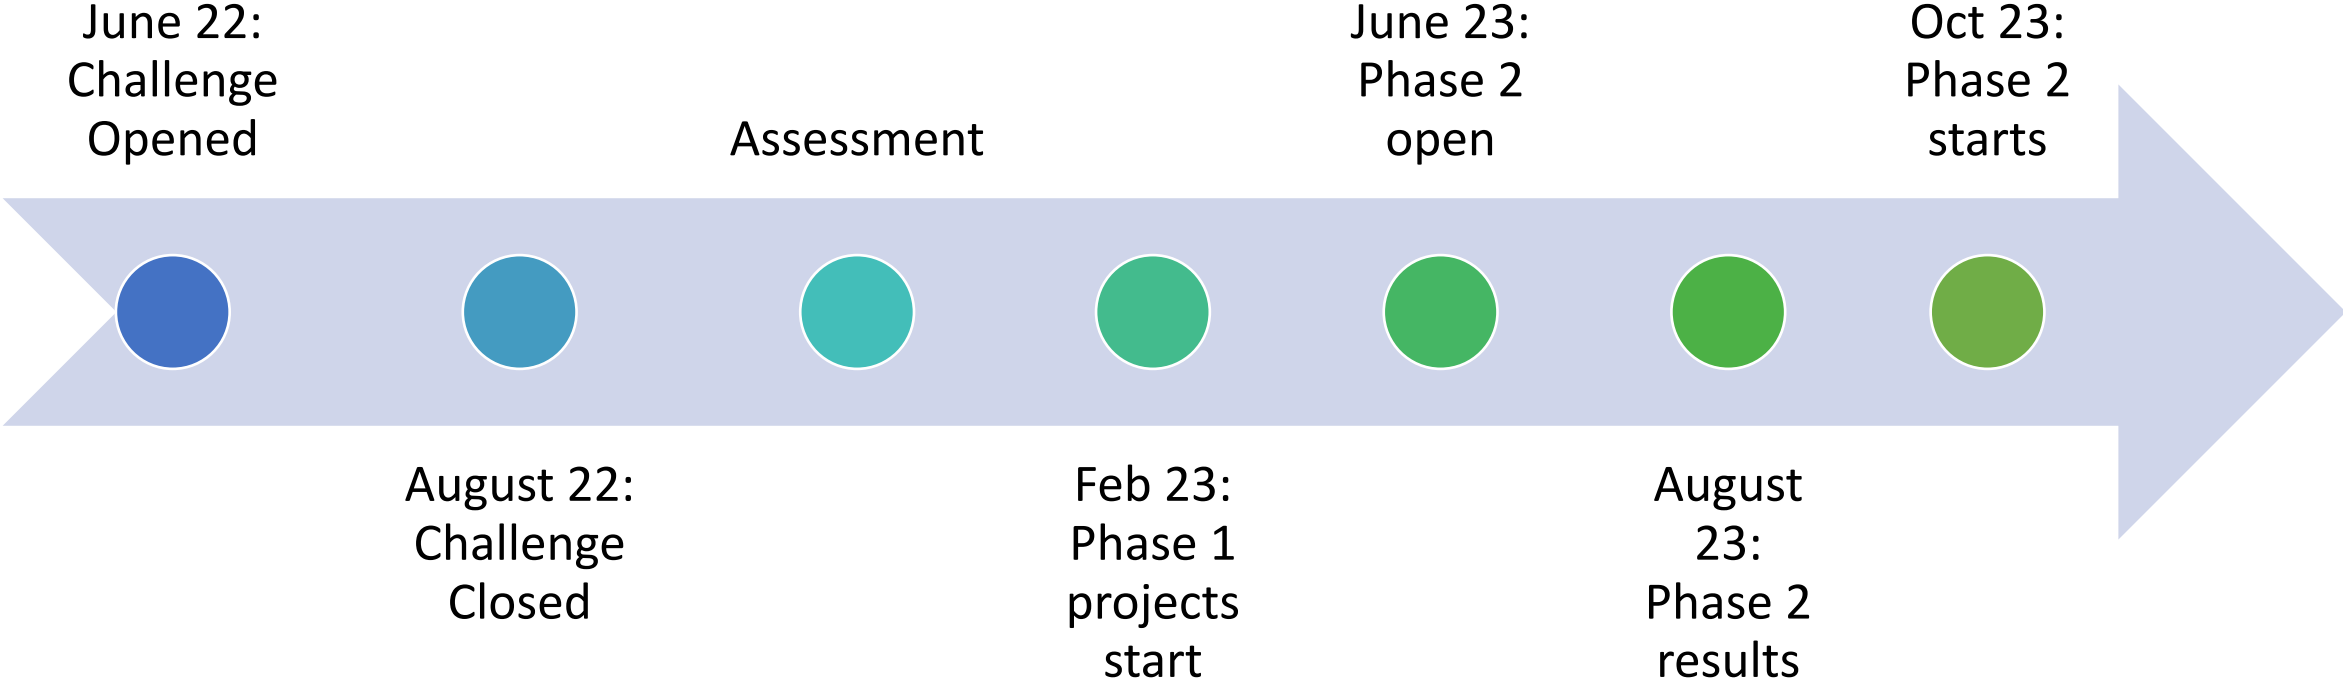 June 22:
Challenge
Opened
August 22:
Challenge
Closed
Assessment
Feb 23:
Phase 1
projects
start
June 23:
Phase 2
open
August
23:
Phase 2
results
Oct 23:
Phase 2
starts